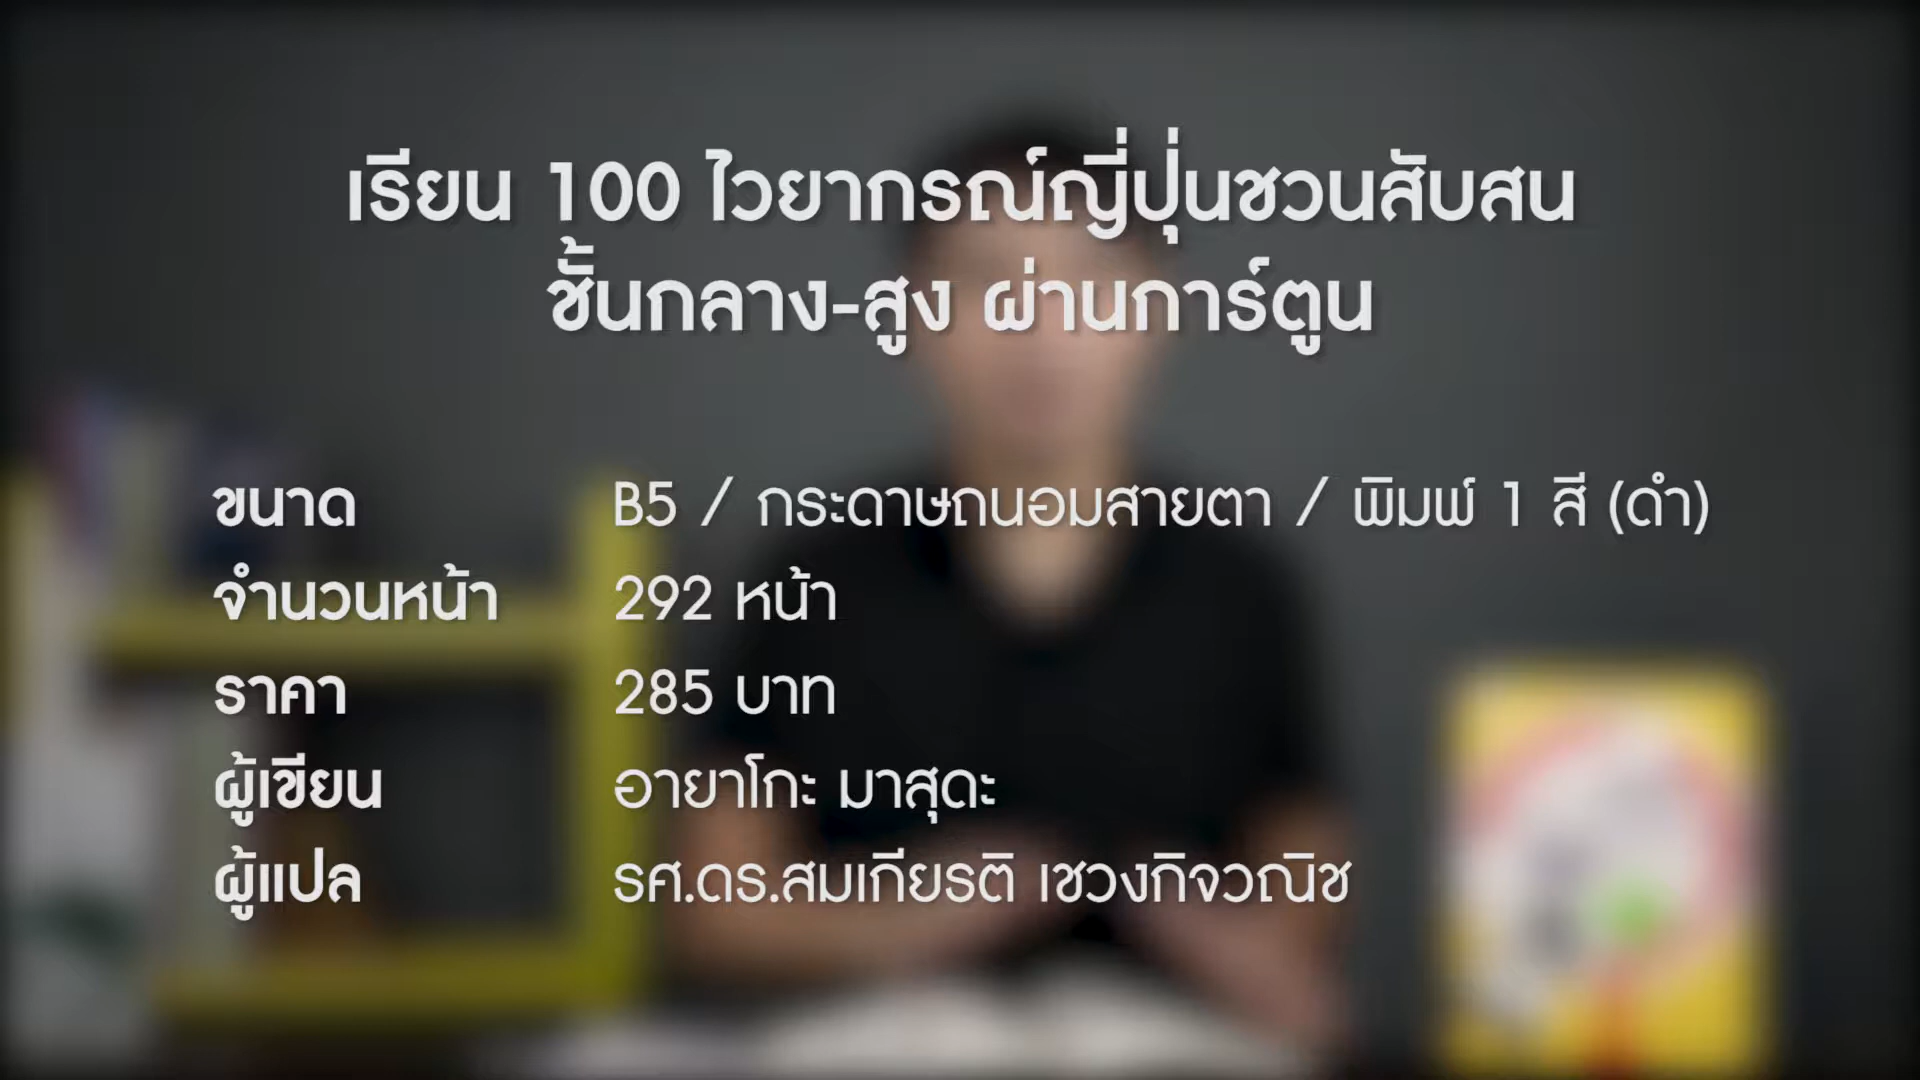 เรียน 100 ไวยากรณ์ญี่ปุ่นชวนสับสน
ชั้นกลาง-สูง ผ่านการ์ตูน
ขนาด B5 / กระดาษถนอมสายตา / พิมพ์ 1 สี (ดำ)
จำนวนหน้า 292 หน้า
ราคา 285 บาท
ผู้เขียน อายาโกะ มาสุดะ
ผู้แปล รศ.ดร.สมเกียรติ เชวงกิจวณิช